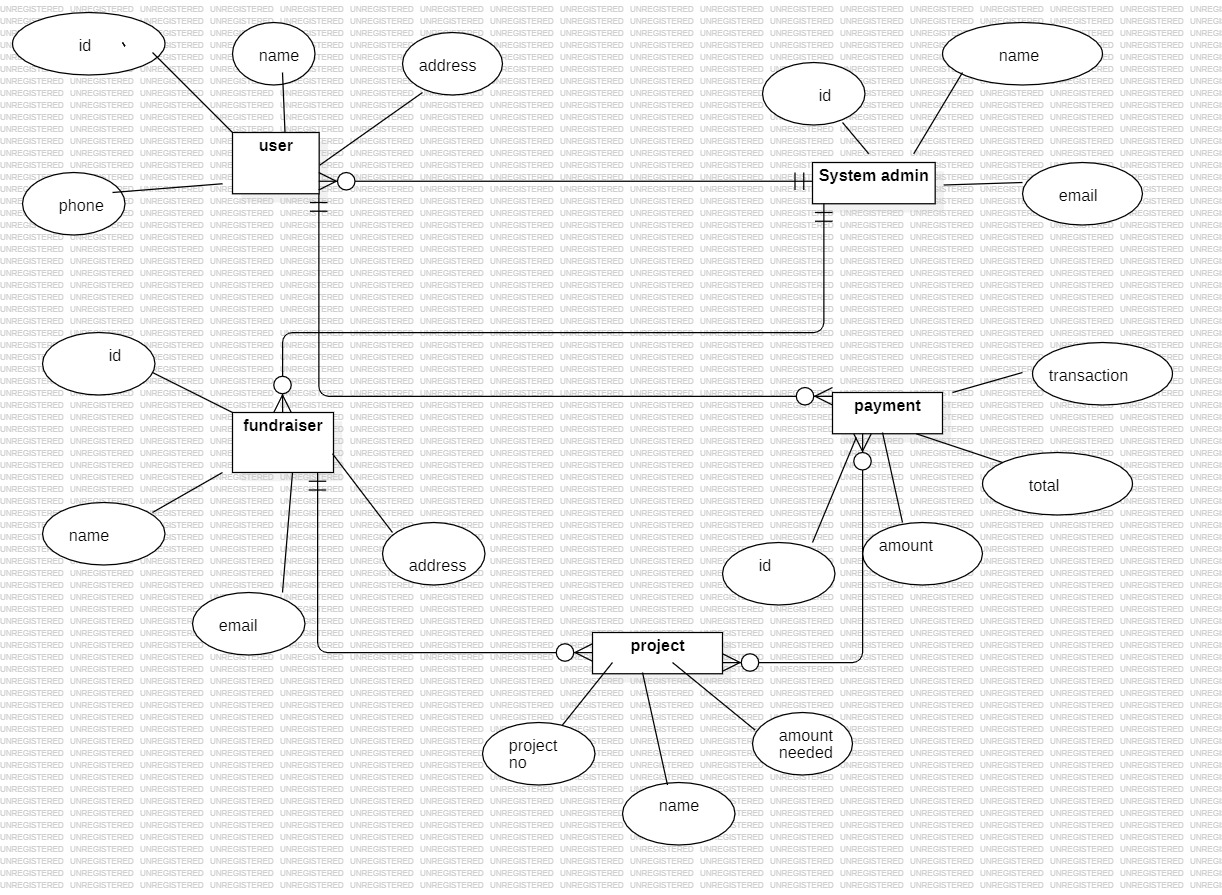 id
name
address
name
id
user
System admin
phone
email
id
transaction
payment
fundraiser
total
name
amount
address
id
email
project
project
no
amount
needed
name
UNREGISTERED